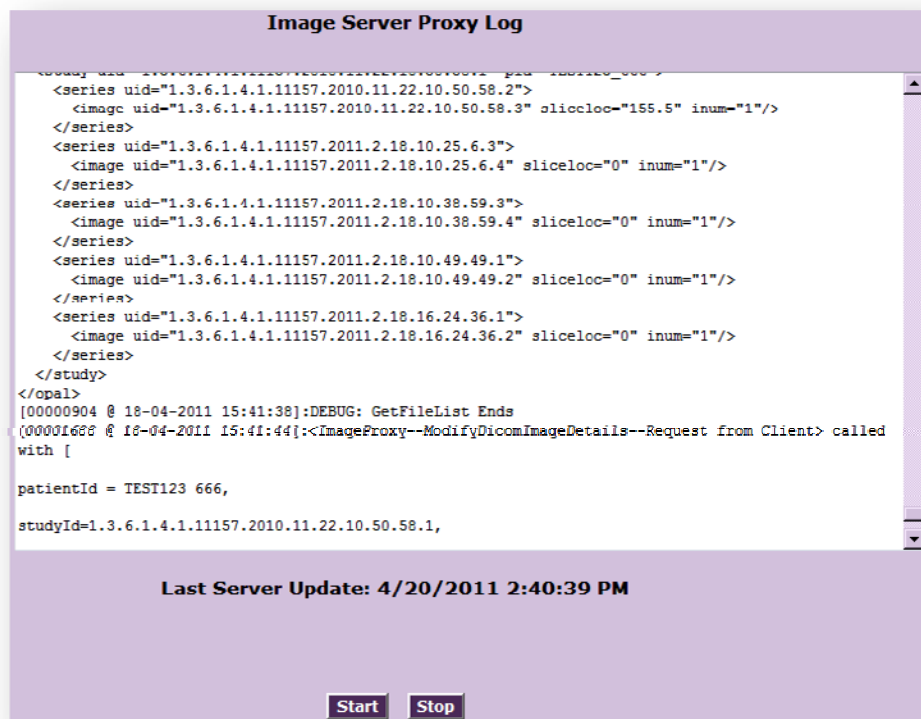 Image Server Proxy Log
<series uid="1.3.6.1.4.1.11157.2010.11.22.10.50.58.2">
<image uid="1.3.6.1.4.1.11157.2010.11.22.10.50.58.3" sliceloc="155.5" inum="1"/>
</series>
<series uid="1.3.6.1.4.1.11157.2011.2.18.10.25.6.3">
<image uid="1.3.6.1.4.1.11157.2011.2.18.10.25.6.4" sliceloc="0" inum="1"/>
</series>
<series uid="1.3.6.1.4.1.11157.2011.2.18.10.38.59.3">
<image uid="1.3.6.1.4.1.11157.2011.2.18.10.38.59.4" sliceloc="0" inum="1"/>
</series>
<series uid="1.3.6.1.4.1.11157.2011.2.18.10.49.49.1">
<image uid="1.3.6.1.4.1.11157.2011.2.18.10.49.49.2" sliceloc="0" inum="1"/>
</series>
<series uid="1.3.6.1.4.1.11157.2011.2.18.16.24.36.1">
<image uid="1.3.6.1.4.1.11157.2011.2.18.16.24.36.2" sliceloc="0" inum="1"/>
</series>
</study>
</opal>
[00000904 @ 18-04-2011 15:41:38]:DEBUG: GetFileList Ends
[00001688 @ 18-04-2011 15:41:44]:<ImageProxy--ModifyDicomImageDetails--Request from Client> called
with [
patientId = TEST123 666,
studyId=1.3.6.1.4.1.11157.2010.11.22.10.50.58.1,
Last Server Update: 4/20/2011 2:40:39 PM
Start Stop